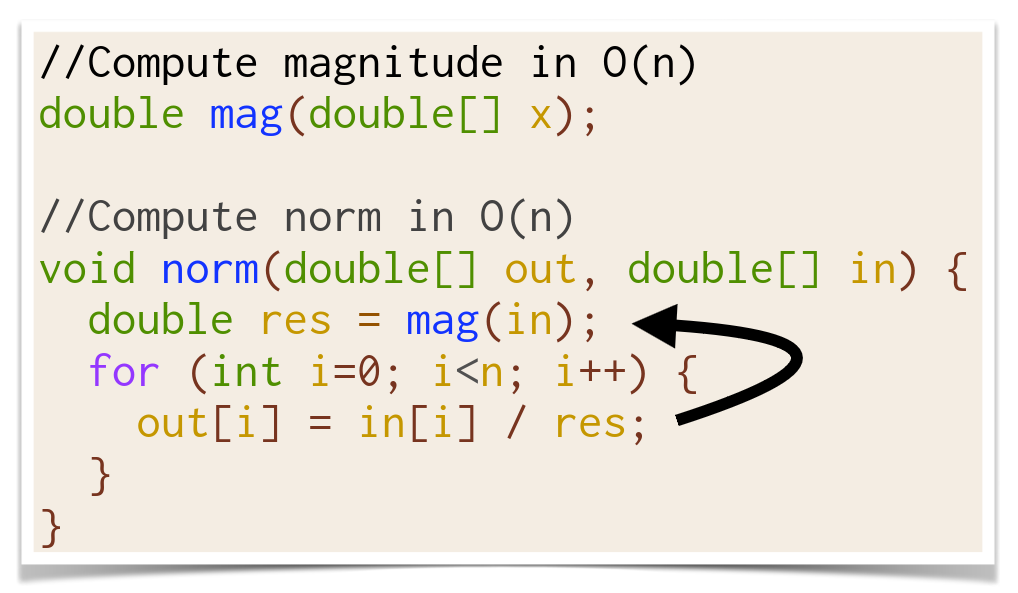 //Compute magnitude in O(n)
double mag(double[] x);

//Compute norm in O(n)
void norm(double[] out, double[] in) {
  double res = mag(in);
  for (int i=0; i<n; i++) {
    out[i] = in[i] / res;
  }
}